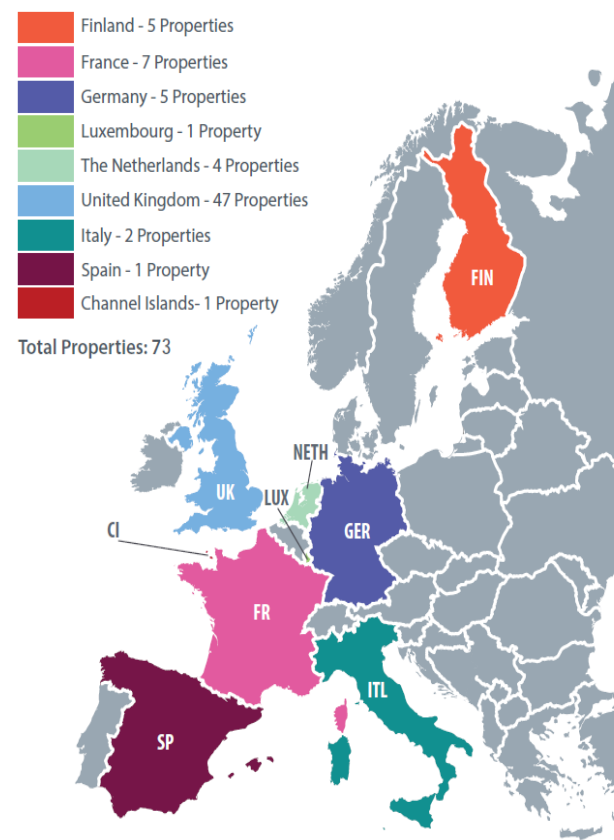 Finland - 5 Properties
France - 7 Properties
Germany - 5 Properties
Luxembourg - 1 Property
The Netherlands - 4 Properties
United Kingdom - 47 Properties
Italy - 2 Properties
Spain - 1 Property
Channel Islands- 1 Property
Total Properties: 73
FIN
NETH
UK
LUX
GER
CI
FR
ITL
SP